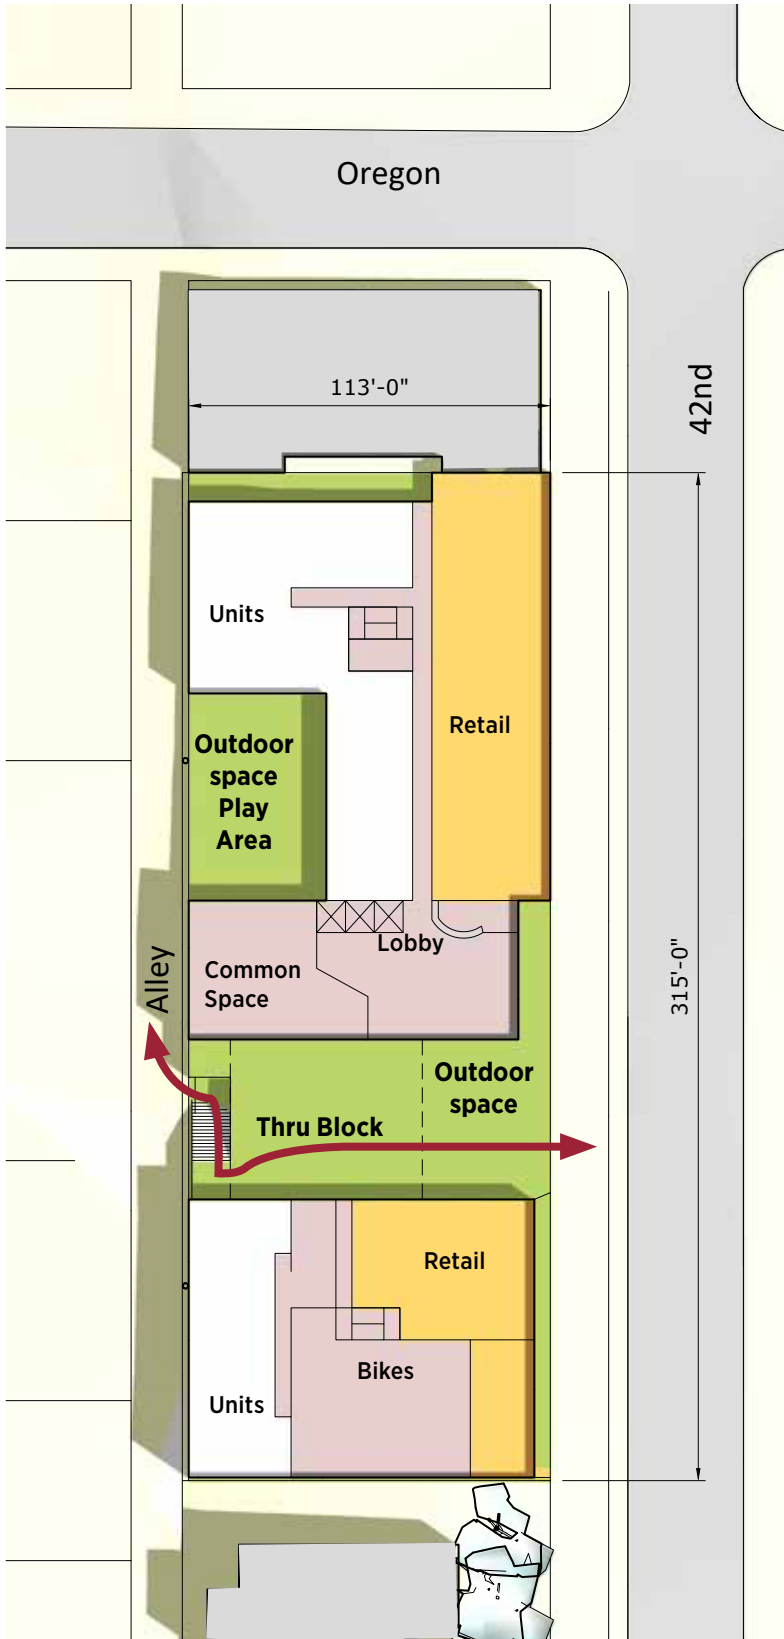 Oregon
113'-0"
42nd
Units
Retail
Outdoor
space
Play
Area
Lobby
Common
Space
Alley
315'-0"
Outdoor
space
Thru Block
Retail
Bikes
Units